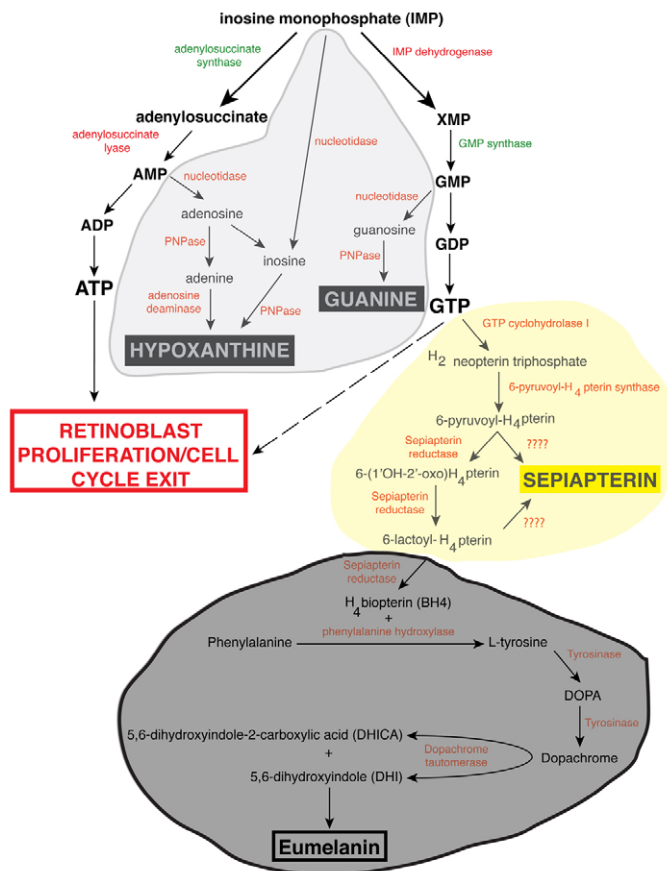 inosine monophosphate (IMP)
adenylosuccinate
synthase
IMP dehydrogenase
adenylosuccinate
XMP
adenylosuccinate
lyase
nucleotidase
GMP synthase
AMP
nucleotidase
nucleotidase
GMP
ADP
adenosine
guanosine
GDP
PNPase
inosine
PNPase
ATP
adenine
GUANINE
GTP
adenosine
deaminase
PNPase
HYPOXANTHINE
GTP cyclohydrolase I
H2 neopterin triphosphate
6-pyruvoyl-H4 pterin synthase
RETINOBLAST
PROLIFERATION/CELL
CYCLE EXIT
6-pyruvoyl-H4pterin
Sepiapterin
reductase
????
6-(1'OH-2'-oxo)H4pterin
SEPIAPTERIN
Sepiapterin
reductase
????
6-lactoyl-H4pterin
Sepiapterin
reductase
H4biopterin (BH4)
+
phenylalanine hydroxylase
Phenylalanine
L-tyrosine
Tyrosinase
DOPA
Tyrosinase
5,6-dihydroxyindole-2-carboxylic acid (DHICA)
+
Dopachrome
tautomerase
Dopachrome
5,6-dihydroxyindole (DHI)
Eumelanin